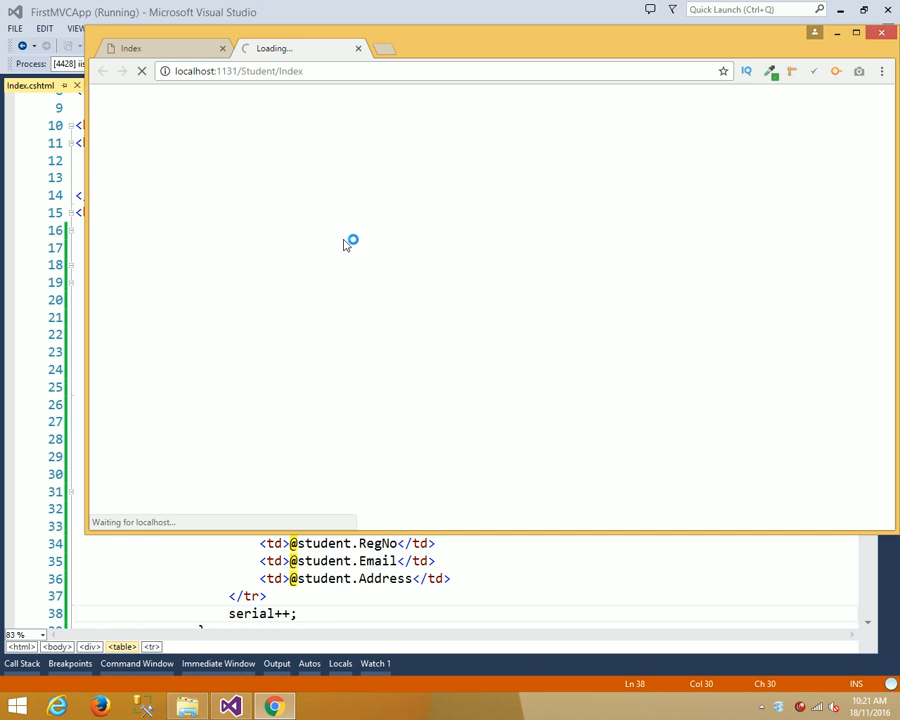 FirstMVCApp (Running) - Microsoft Visual Studio
Quick Launch (Ctrl+Q)
FILE EDIT VIEW
Index
Loading...
Process: [4428] iis
localhost:1131/Student/Index
IQ
Index.cshtml
9
10
11
12
13
14
15
16
17
18
19
20
21
22
23
24
25
26
27
28
29
30
31
32
33
Waiting for localhost...
34 <td>@student.RegNo</td>
35 <td>@student.Email</td>
36 <td>@student.Address</td>
37 </tr>
38 serial++;
83 %
<html> <body> <div> <table> <tr>
Call Stack Breakpoints Command Window Immediate Window Output Autos Locals Watch 1
Ln 38 Col 30 Ch 30 INS
10:21 AM
18/11/2016